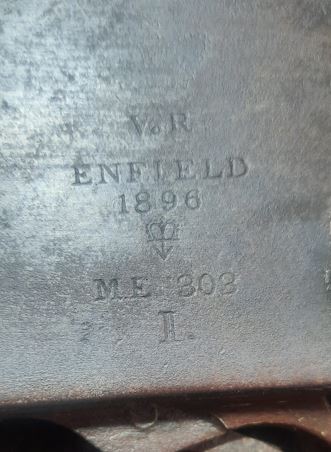 V.R
ENFIELD
1896
M.E 303
I.